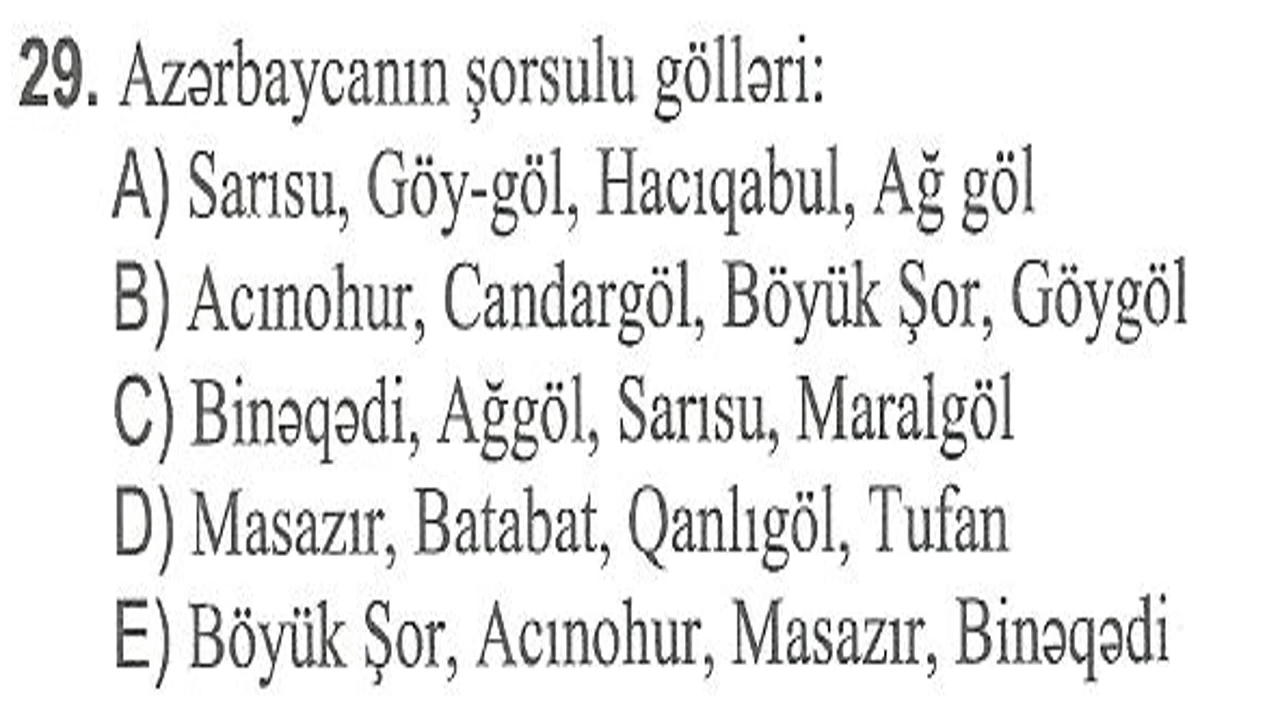 29. Azərbaycanın şorsulu gölləri:
A) Sarısu, Göy-göl, Hacıqabul, Ağ göl
B) Acınohur, Candargöl, Böyük Şor, Göygöl
C) Binəqədi, Ağgöl, Sarısu, Maralgöl
D) Masazır, Batabat, Qanlıgöl, Tufan
E) Böyük Şor, Acınohur, Masazır, Binəqədi